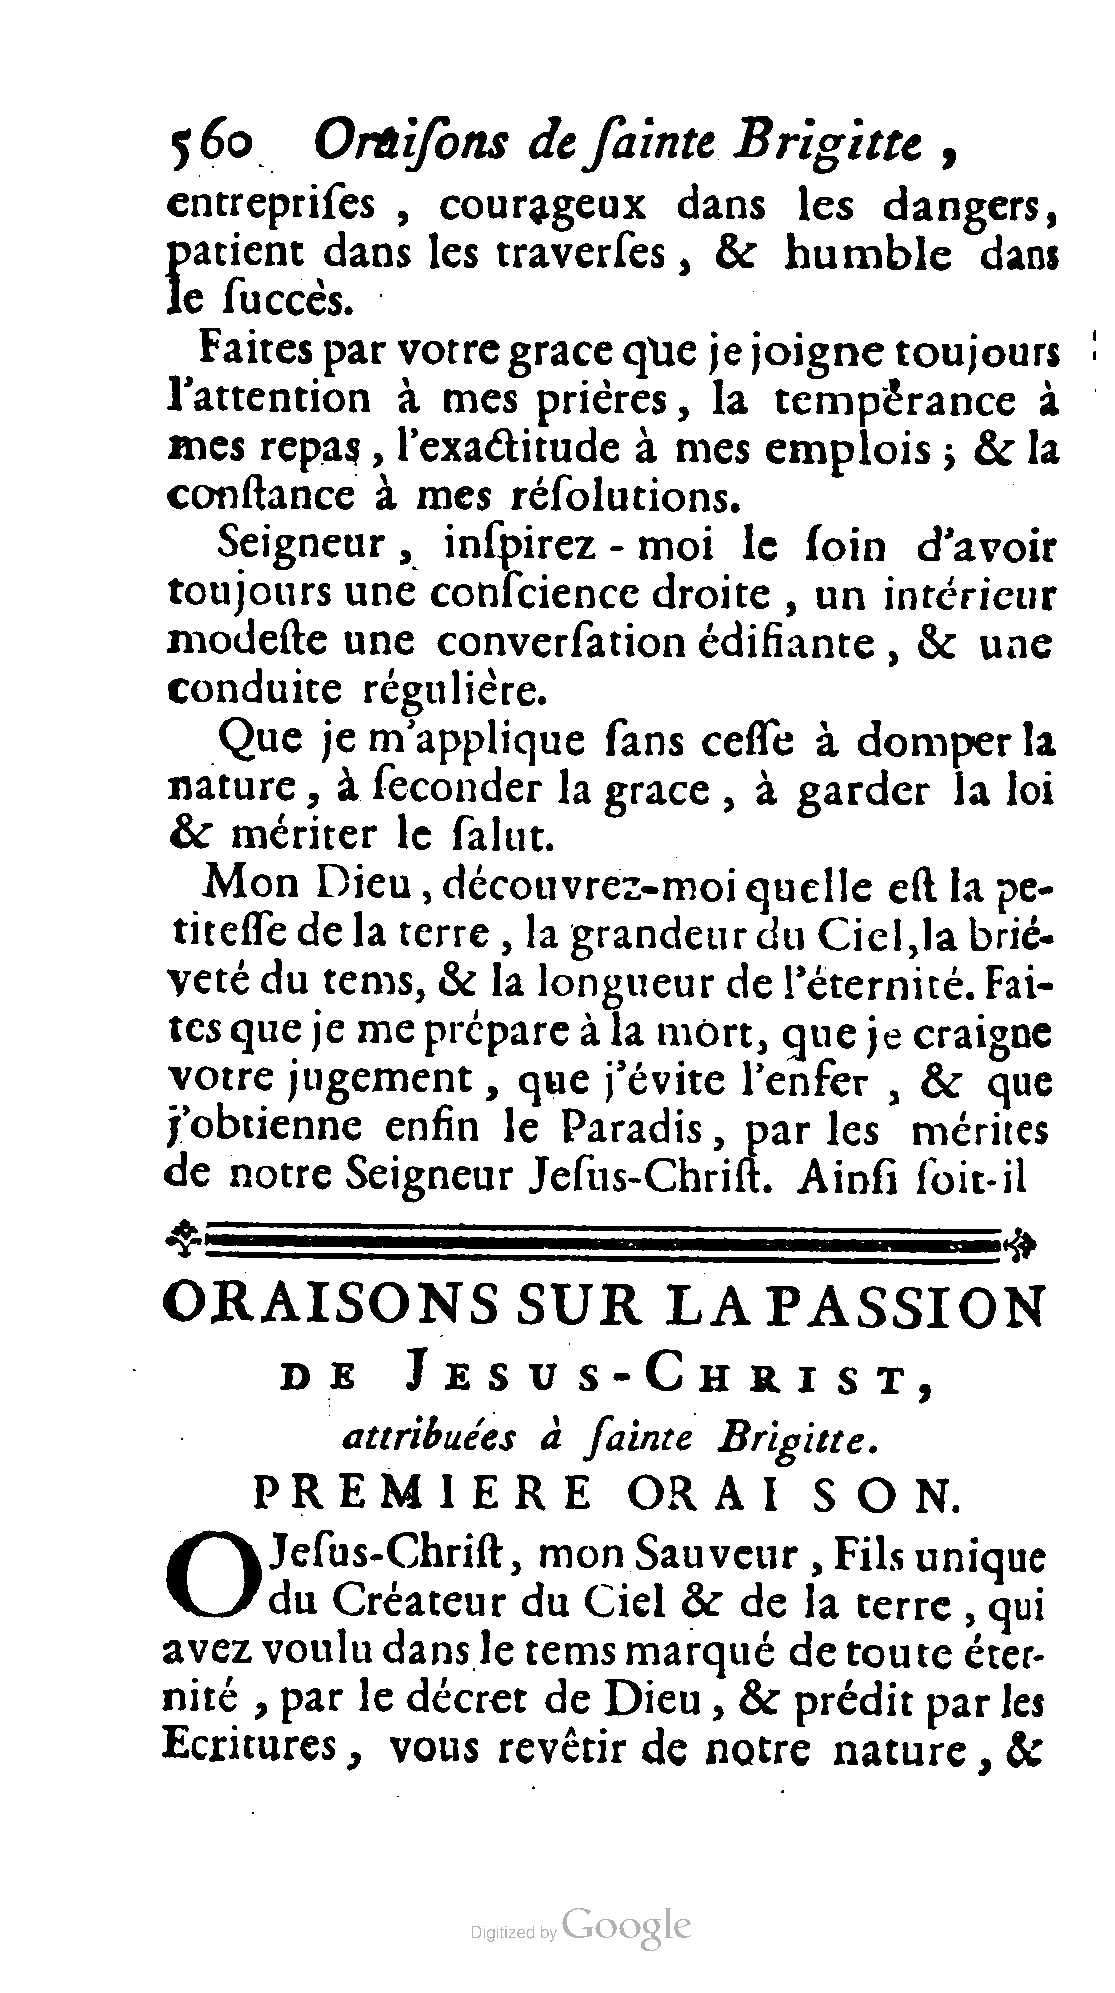 560 Oraiſons de ſainte Brigitte,
entrepriſes, courageux dans les dangers,
patient dans les traverſes, & humble dans
le ſuccès.
Faites par votre grace que je joigne toujours
l'attention à mes prières, la tempérance à
mes repas, l'exactitude à mes emplois; & la
conſtance à mes réſolutions.
Seigneur, inſpirez-moi le ſoin d'avoir
toujours une conſcience droite, un intérieur
modeſte une converſation édifiante, & une
conduite régulière.
Que je m'applique ſans ceſſe à domper la
nature, à ſeconder la grace, à garder la loi
& mériter le ſalut.
Mon Dieu, découvrez-moi quelle eſt la pe-
titeſſe de la terre, la grandeur du Ciel, la brié-
veté du tems, & la longueur de l'éternité. Fai-
tes que je me prépare à la mort, que je craigne
votre jugement, que j'évite l'enfer, & que
j'obtienne enfin le Paradis, par les mérites
de notre Seigneur Jeſus-Chriſt. Ainſi ſoit-il
ORAISONS SUR LA PASSION
DE JESUS-CHRIST,
attribuées à ſainte Brigitte.
PREMIERE ORAISON.
O Jeſus-Chriſt, mon Sauveur, Fils unique
du Créateur du Ciel & de la terre, qui
avez voulu dans le tems marqué de toute éter-
nité, par le décret de Dieu, & prédit par les
Ecritures, vous revêtir de notre nature, &
Digitized by Google